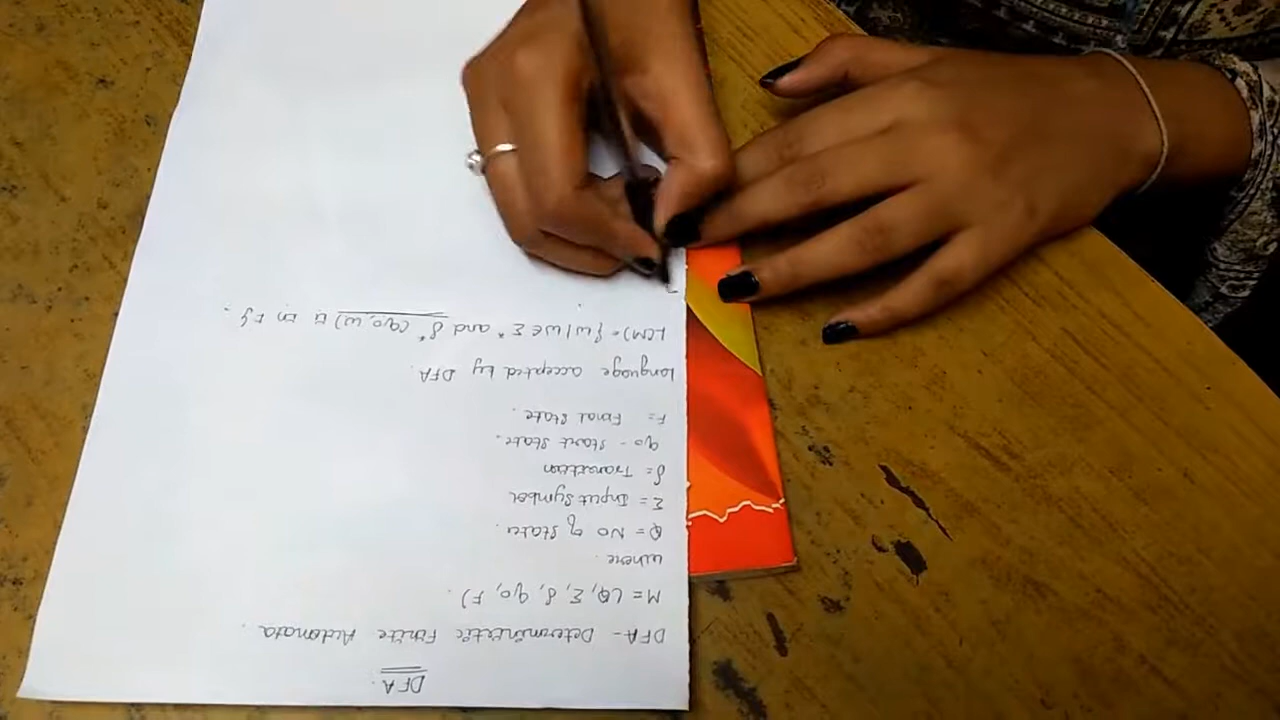 DFA
DFA - Deterministic Finite Automata.
M = (Q, Σ, δ, q0, F).
where.
Q = No of states.
Σ = Input Symbol
δ = Transition
q0 - Start State.
F = Final State.
Language accepted by DFA.
L(M) = {w | w ∈ Σ* and δ* (q0, w) is in F}.